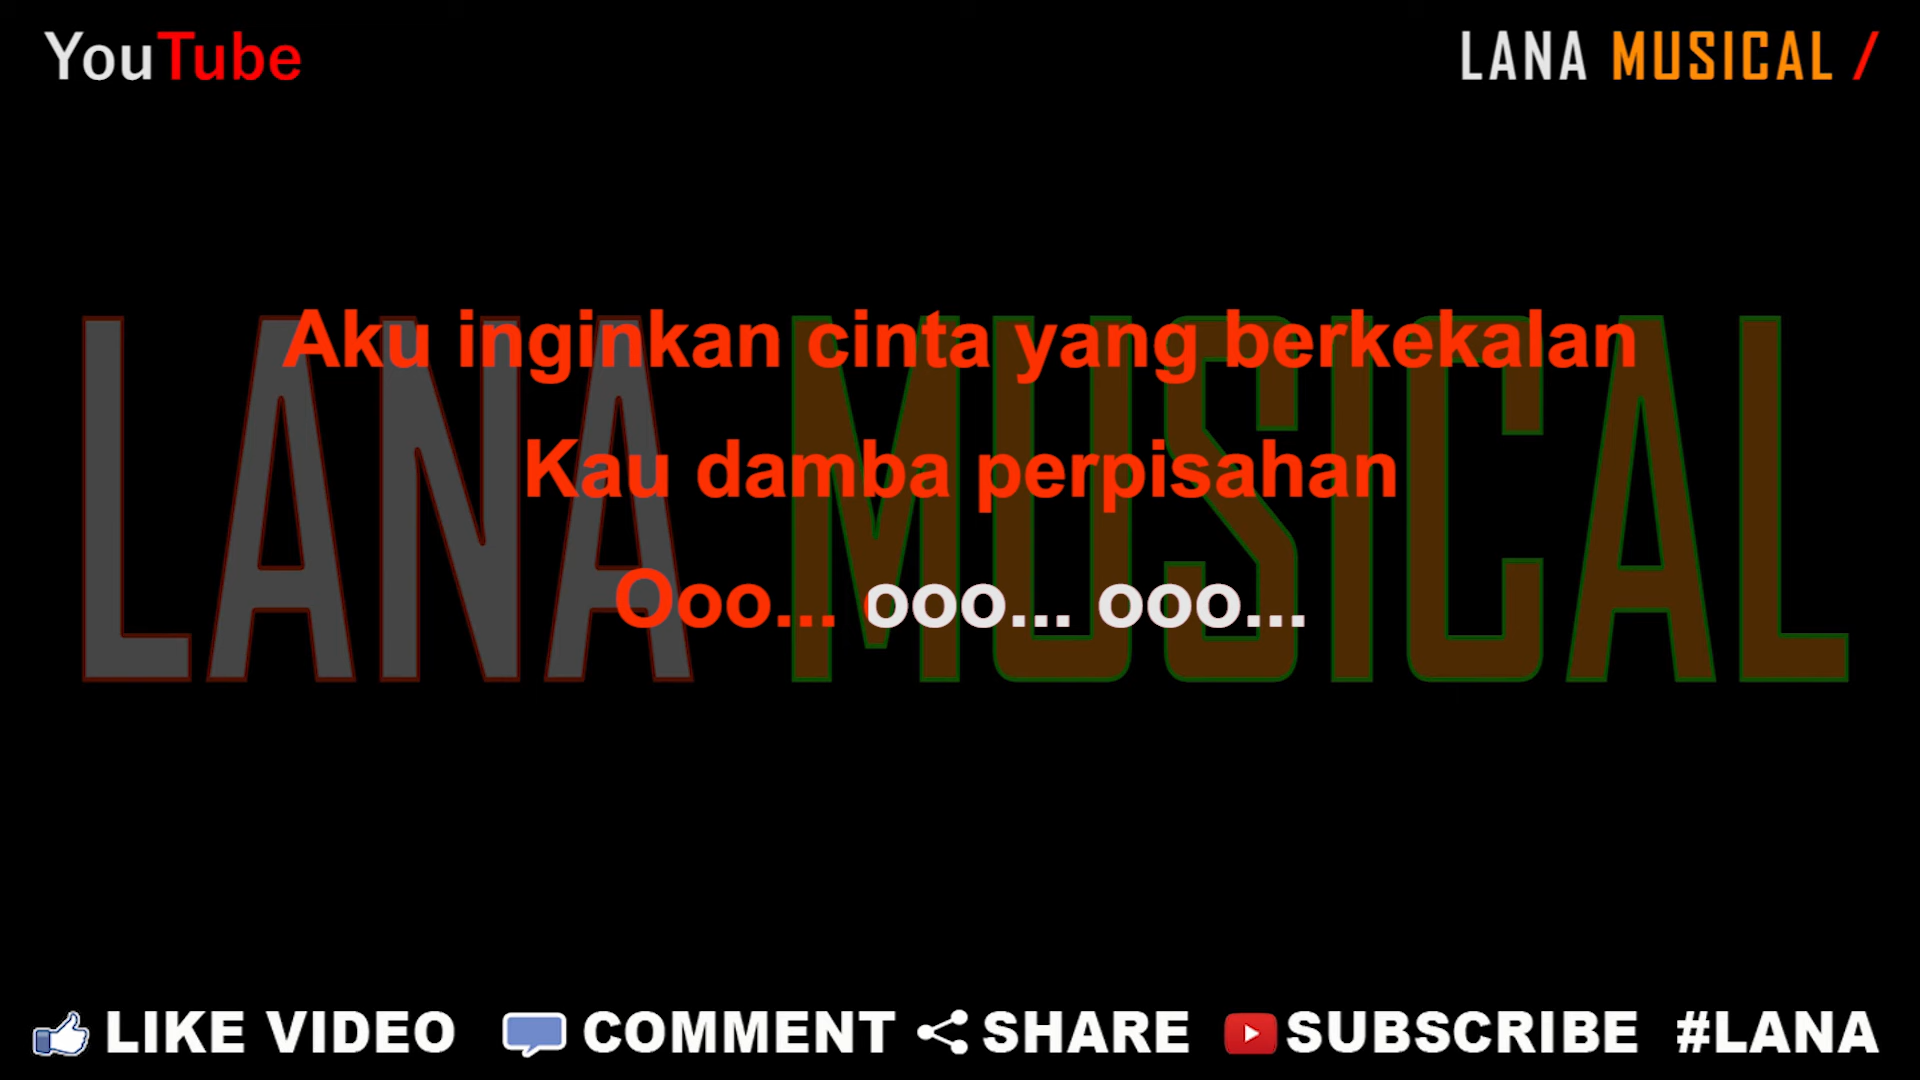 YouTube
LANA MUSICAL /
LANA MUSICAL
Aku inginkan cinta yang berkekalan
Kau damba perpisahan
Ooo... ooo... ooo...
LIKE VIDEO COMMENT SHARE SUBSCRIBE #LANA